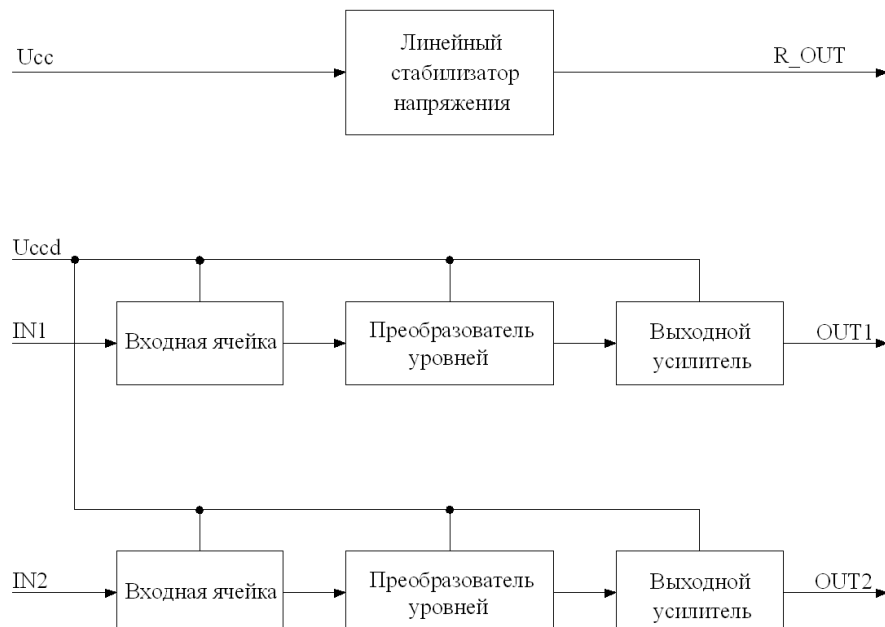 Ucc
Линейный
стабилизатор
напряжения
R_OUT
Uccd
IN1
Входная ячейка
Преобразователь
уровней
Выходной
усилитель
OUT1
IN2
Входная ячейка
Преобразователь
уровней
Выходной
усилитель
OUT2